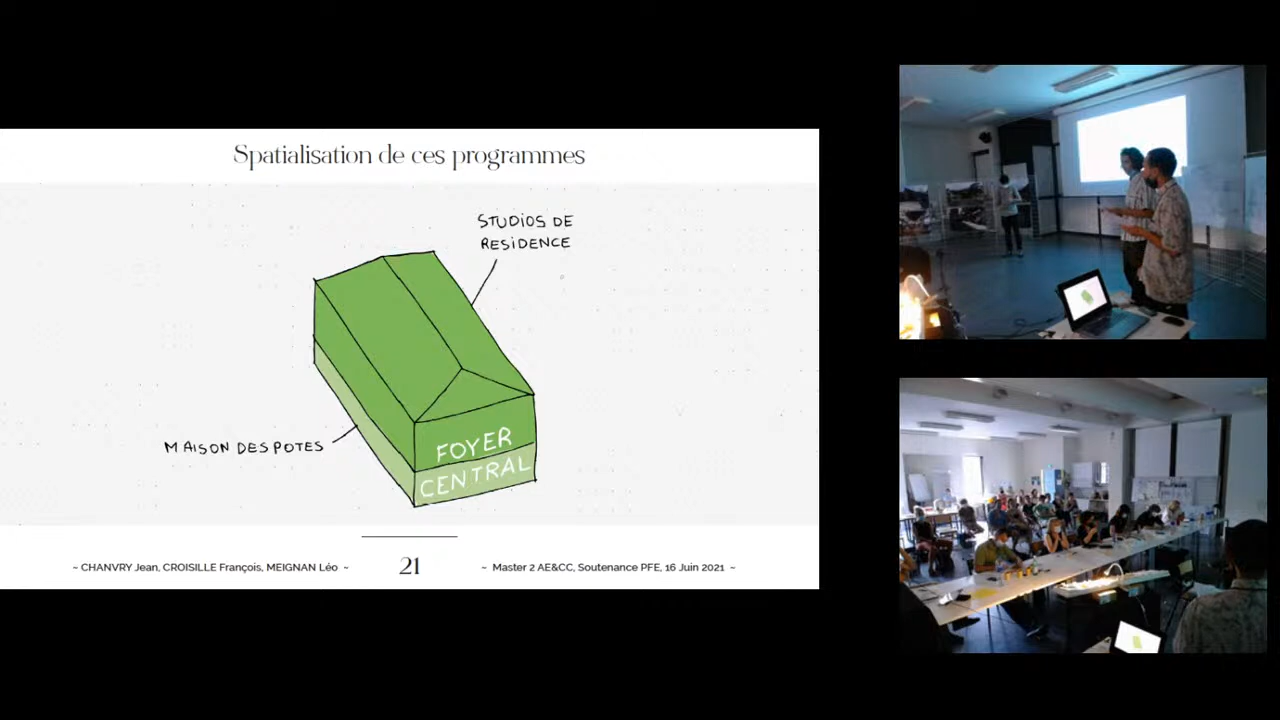 Spatialisation de ces programmes
STUDIOS DE
RESIDENCE
MAISON DES POTES
FOYER
CENTRAL
~ CHANVRY Jean, CROISILLE François, MEIGNAN Léo ~
21
~ Master 2 AE&CC, Soutenance PFE, 16 Juin 2021 ~